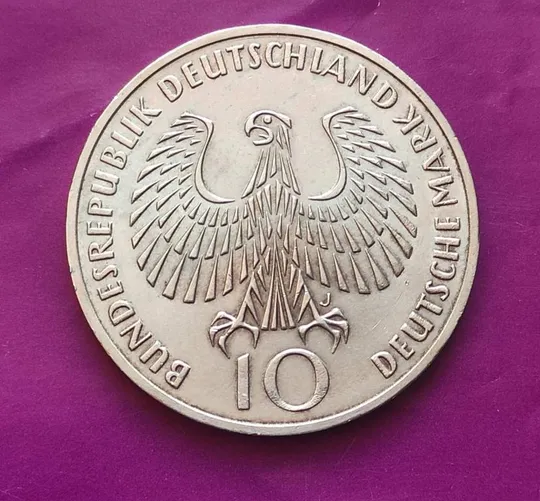 BUNDESREPUBLIK DEUTSCHLAND
DEUTSCHE MARK
J
10